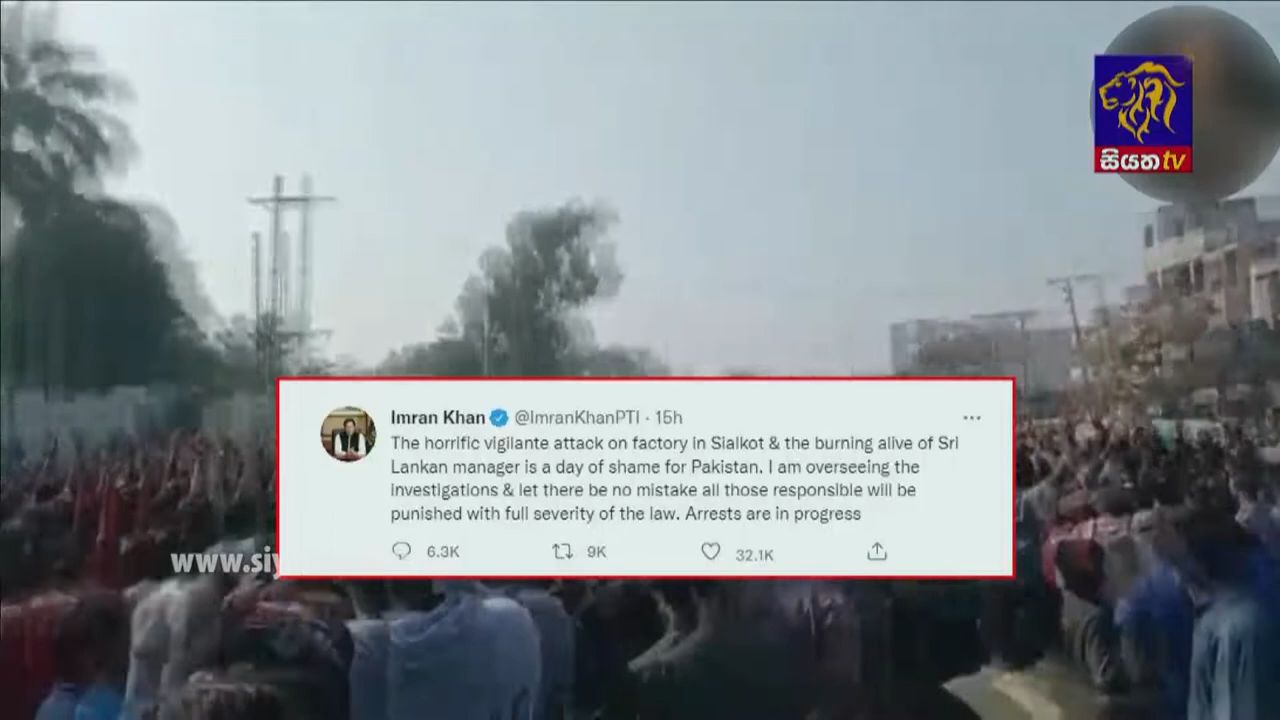 සියත tv
Imran Khan @ImranKhanPTI · 15h
The horrific vigilante attack on factory in Sialkot & the burning alive of Sri
Lankan manager is a day of shame for Pakistan. I am overseeing the
investigations & let there be no mistake all those responsible will be
punished with full severity of the law. Arrests are in progress
6.3K 9K 32.1K
www.siy